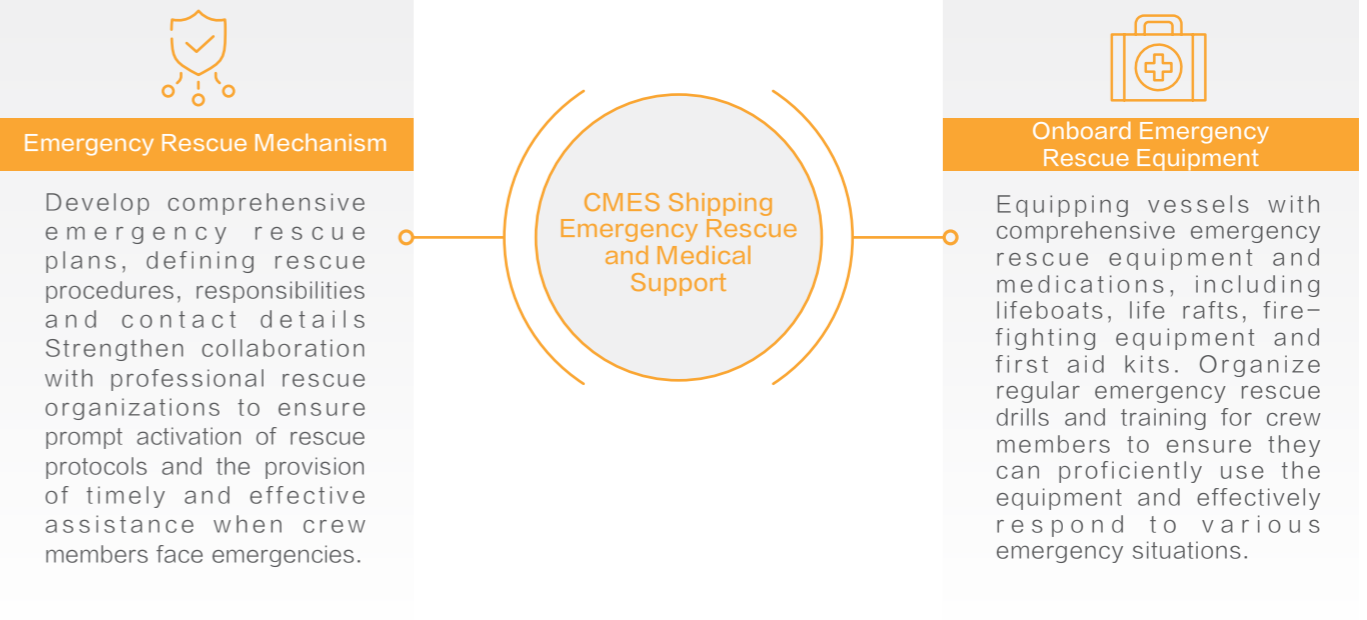 Emergency Rescue Mechanism
Develop comprehensive
emergency rescue
plans, defining rescue
procedures, responsibilities
and contact details
Strengthen collaboration
with professional rescue
organizations to ensure
prompt activation of rescue
protocols and the provision
of timely and effective
assistance when crew
members face emergencies.
CMES Shipping
Emergency Rescue
and Medical
Support
Onboard Emergency
Rescue Equipment
Equipping vessels with
comprehensive emergency
rescue equipment and
medications, including
lifeboats, life rafts, fire-
fighting equipment and
first aid kits. Organize
regular emergency rescue
drills and training for crew
members to ensure they
can proficiently use the
equipment and effectively
respond to various
emergency situations.